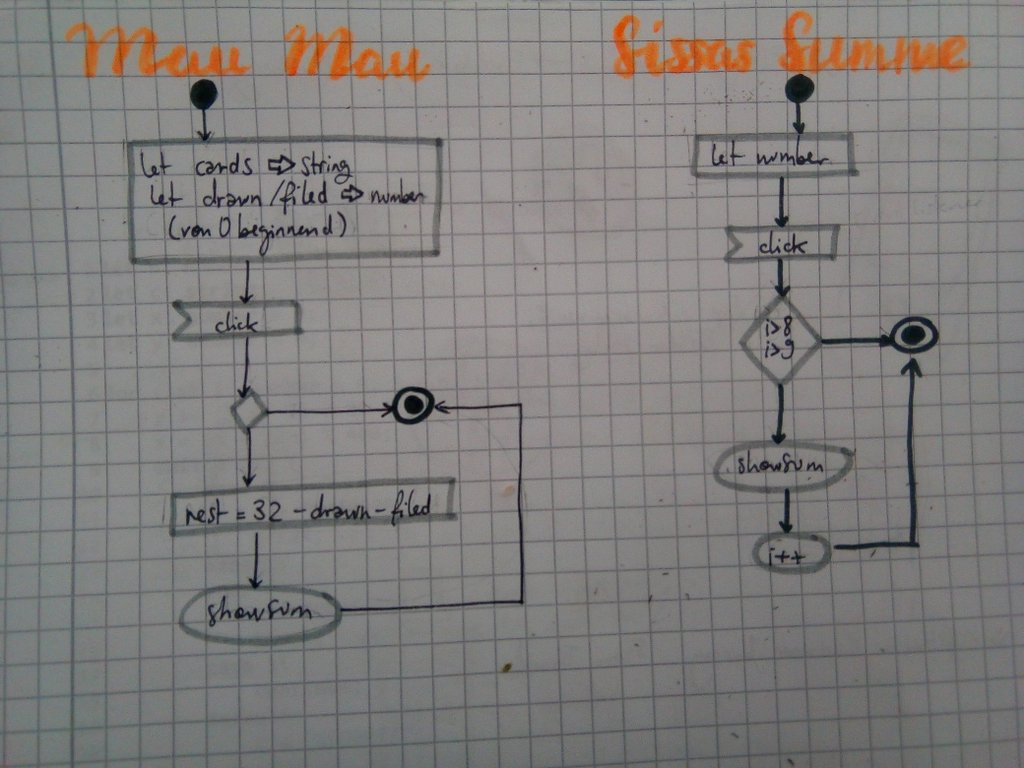 Mau Mau
let cards ⇨ string
let drawn/filed ⇨ number
(von 0 beginnend)
click
rest = 32 - drawn - filed
showSum
Sissas Summe
let number
click
i>8
i>9
showSum
i++